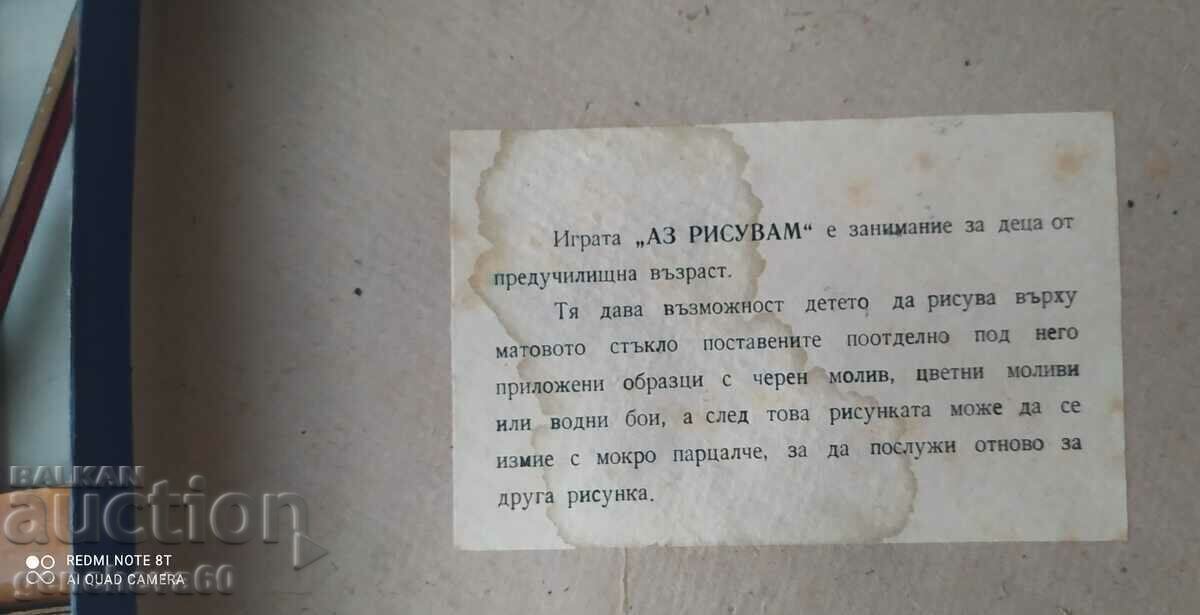 Играта „АЗ РИСУВАМ“ е занимание за деца от
предучилищна възраст.
Тя дава възможност детето да рисува върху
матовото стъкло поставените поотделно под него
приложени образци с черен молив, цветни моливи
или водни бои, а след това рисунката може да се
измие с мокро парцалче, за да послужи отново за
друга рисунка.
BALKAN
auction
REDMI NOTE 8T
AI QUAD CAMERA
gencheva60